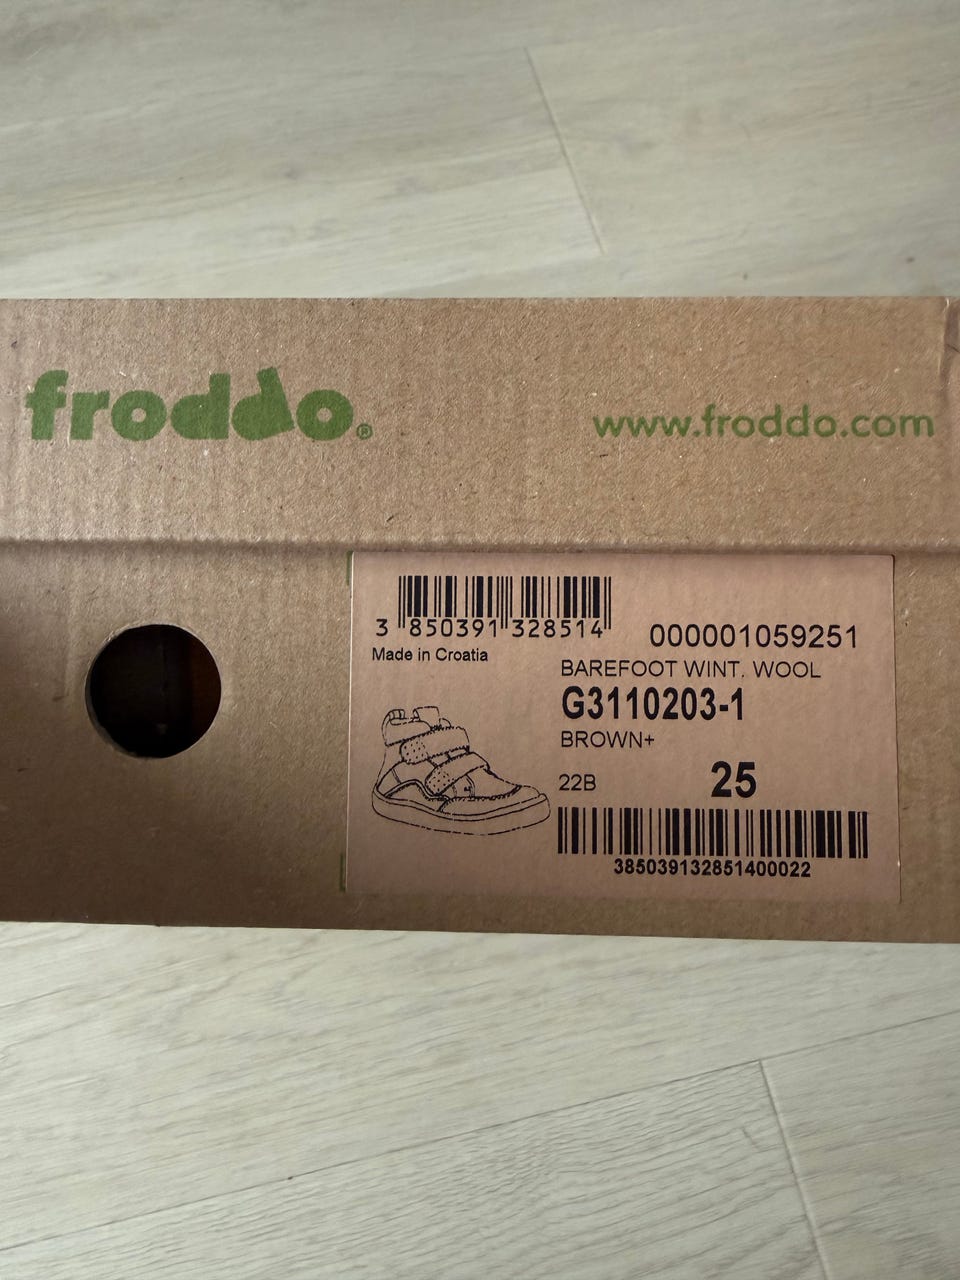 froddo®
www.froddo.com
3 850391 328514
000001059251
Made in Croatia
BAREFOOT WINT. WOOL
G3110203-1
BROWN+
22B 25
385039132851400022